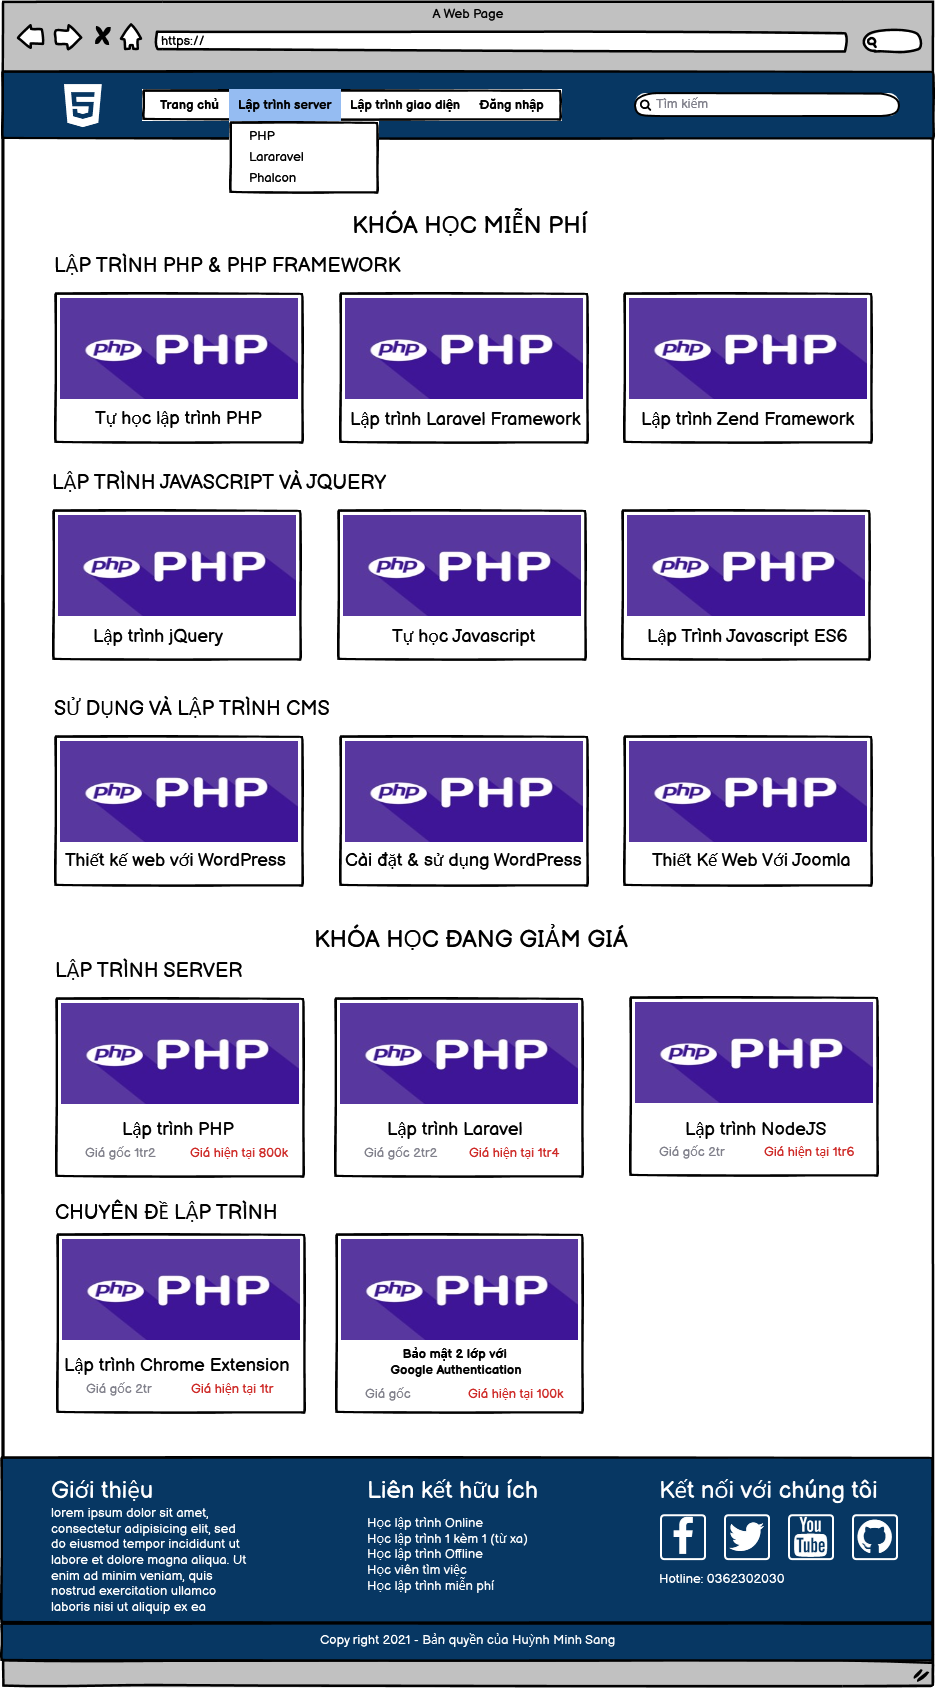 A Web Page
https://
Trang chủ Lập trình server Lập trình giao diện Đăng nhập
Tìm kiếm
PHP
Lararavel
Phalcon
KHÓA HỌC MIỄN PHÍ
LẬP TRÌNH PHP & PHP FRAMEWORK
php PHP
php PHP
php PHP
Tự học lập trình PHP
Lập trình Laravel Framework
Lập trình Zend Framework
LẬP TRÌNH JAVASCRIPT VÀ JQUERY
php PHP
php PHP
php PHP
Lập trình jQuery
Tự học Javascript
Lập Trình Javascript ES6
SỬ DỤNG VÀ LẬP TRÌNH CMS
php PHP
php PHP
php PHP
Thiết kế web với WordPress
Cài đặt & sử dụng WordPress
Thiết Kế Web Với Joomla
KHÓA HỌC ĐANG GIẢM GIÁ
LẬP TRÌNH SERVER
php PHP
php PHP
php PHP
Lập trình PHP
Giá gốc 1tr2 Giá hiện tại 800k
Lập trình Laravel
Giá gốc 2tr2 Giá hiện tại 1tr4
Lập trình NodeJS
Giá gốc 2tr Giá hiện tại 1tr6
CHUYÊN ĐỀ LẬP TRÌNH
php PHP
php PHP
Lập trình Chrome Extension
Giá gốc 2tr Giá hiện tại 1tr
Bảo mật 2 lớp với
Google Authentication
Giá gốc Giá hiện tại 100k
Giới thiệu
lorem ipsum dolor sit amet,
consectetur adipisicing elit, sed
do eiusmod tempor incididunt ut
labore et dolore magna aliqua. Ut
enim ad minim veniam, quis
nostrud exercitation ullamco
laboris nisi ut aliquip ex ea
Liên kết hữu ích
Học lập trình Online
Học lập trình 1 kèm 1 (từ xa)
Học lập trình Offline
Học viên tìm việc
Học lập trình miễn phí
Kết nối với chúng tôi
You
Tube
Hotline: 0362302030
Copy right 2021 - Bản quyền của Huỳnh Minh Sang